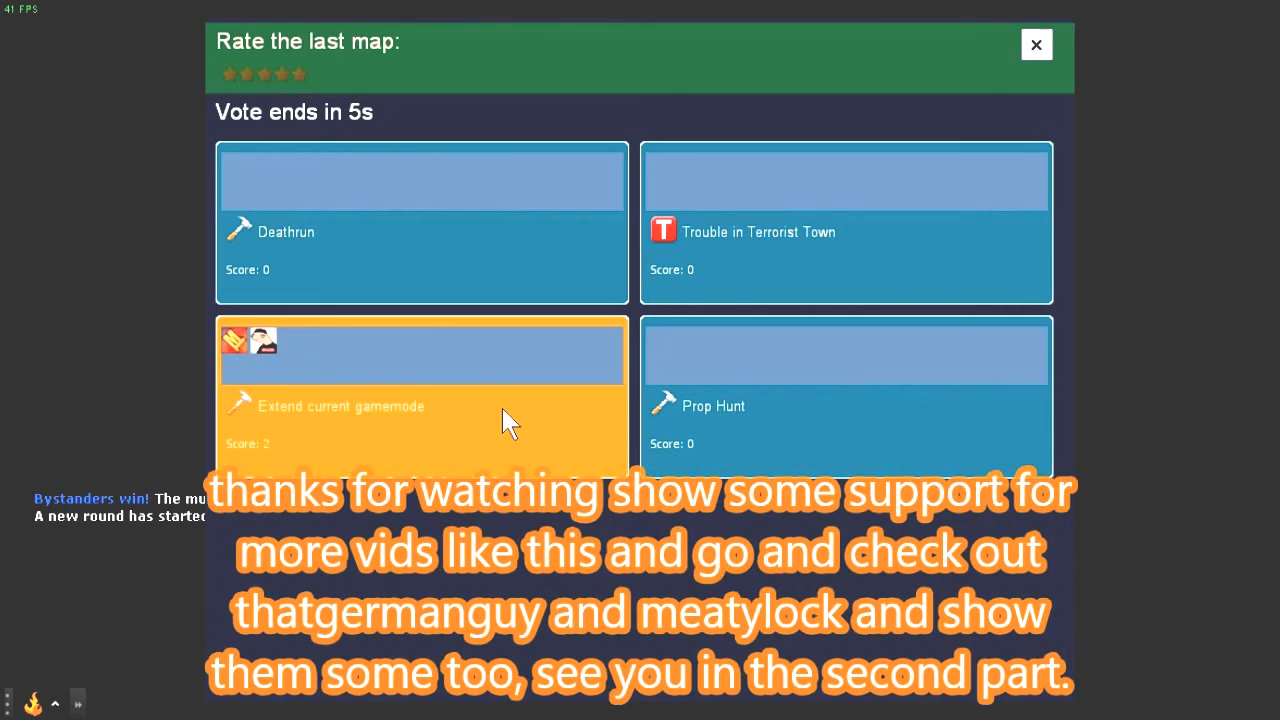 41 FPS
Rate the last map:
Vote ends in 5s
Deathrun
Score: 0
T Trouble in Terrorist Town
Score: 0
Extend current gamemode
Score: 2
Prop Hunt
Score: 0
Bystanders win! The mu
A new round has started
thanks for watching show some support for
more vids like this and go and check out
thatgermanguy and meatylock and show
them some too, see you in the second part.